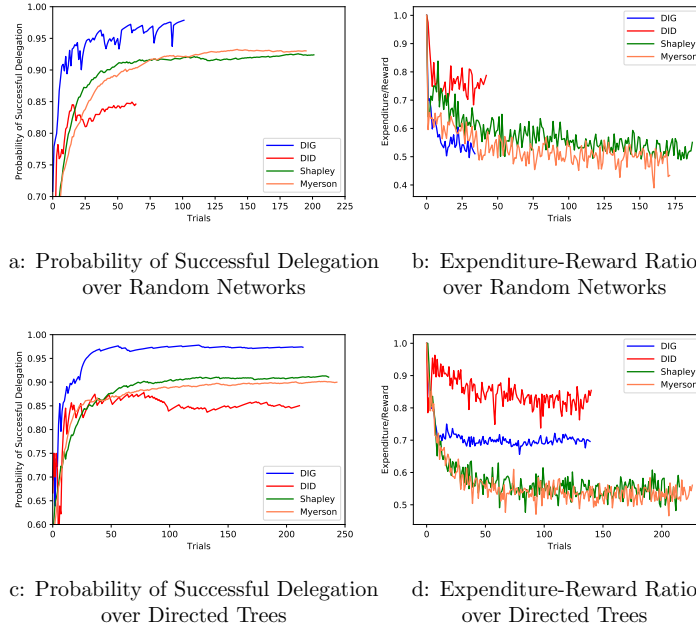 1.00
0.95
0.90
0.85
0.80
0.75
0.70
Probability of Successful Delegation
DIG
DID
Shapley
Myerson
0 25 50 75 100 125 150 175 200 225
Trials
1.0
0.9
0.8
0.7
0.6
0.5
0.4
Expenditure/Reward
DIG
DID
Shapley
Myerson
0 25 50 75 100 125 150 175
Trials
a: Probability of Successful Delegation
over Random Networks
b: Expenditure-Reward Ratio
over Random Networks
1.00
0.95
0.90
0.85
0.80
0.75
0.70
0.65
0.60
Probability of Successful Delegation
DIG
DID
Shapley
Myerson
0 50 100 150 200 250
Trials
1.0
0.9
0.8
0.7
0.6
0.5
Expenditure/Reward
DIG
DID
Shapley
Myerson
0 50 100 150 200
Trials
c: Probability of Successful Delegation
over Directed Trees
d: Expenditure-Reward Ratio
over Directed Trees